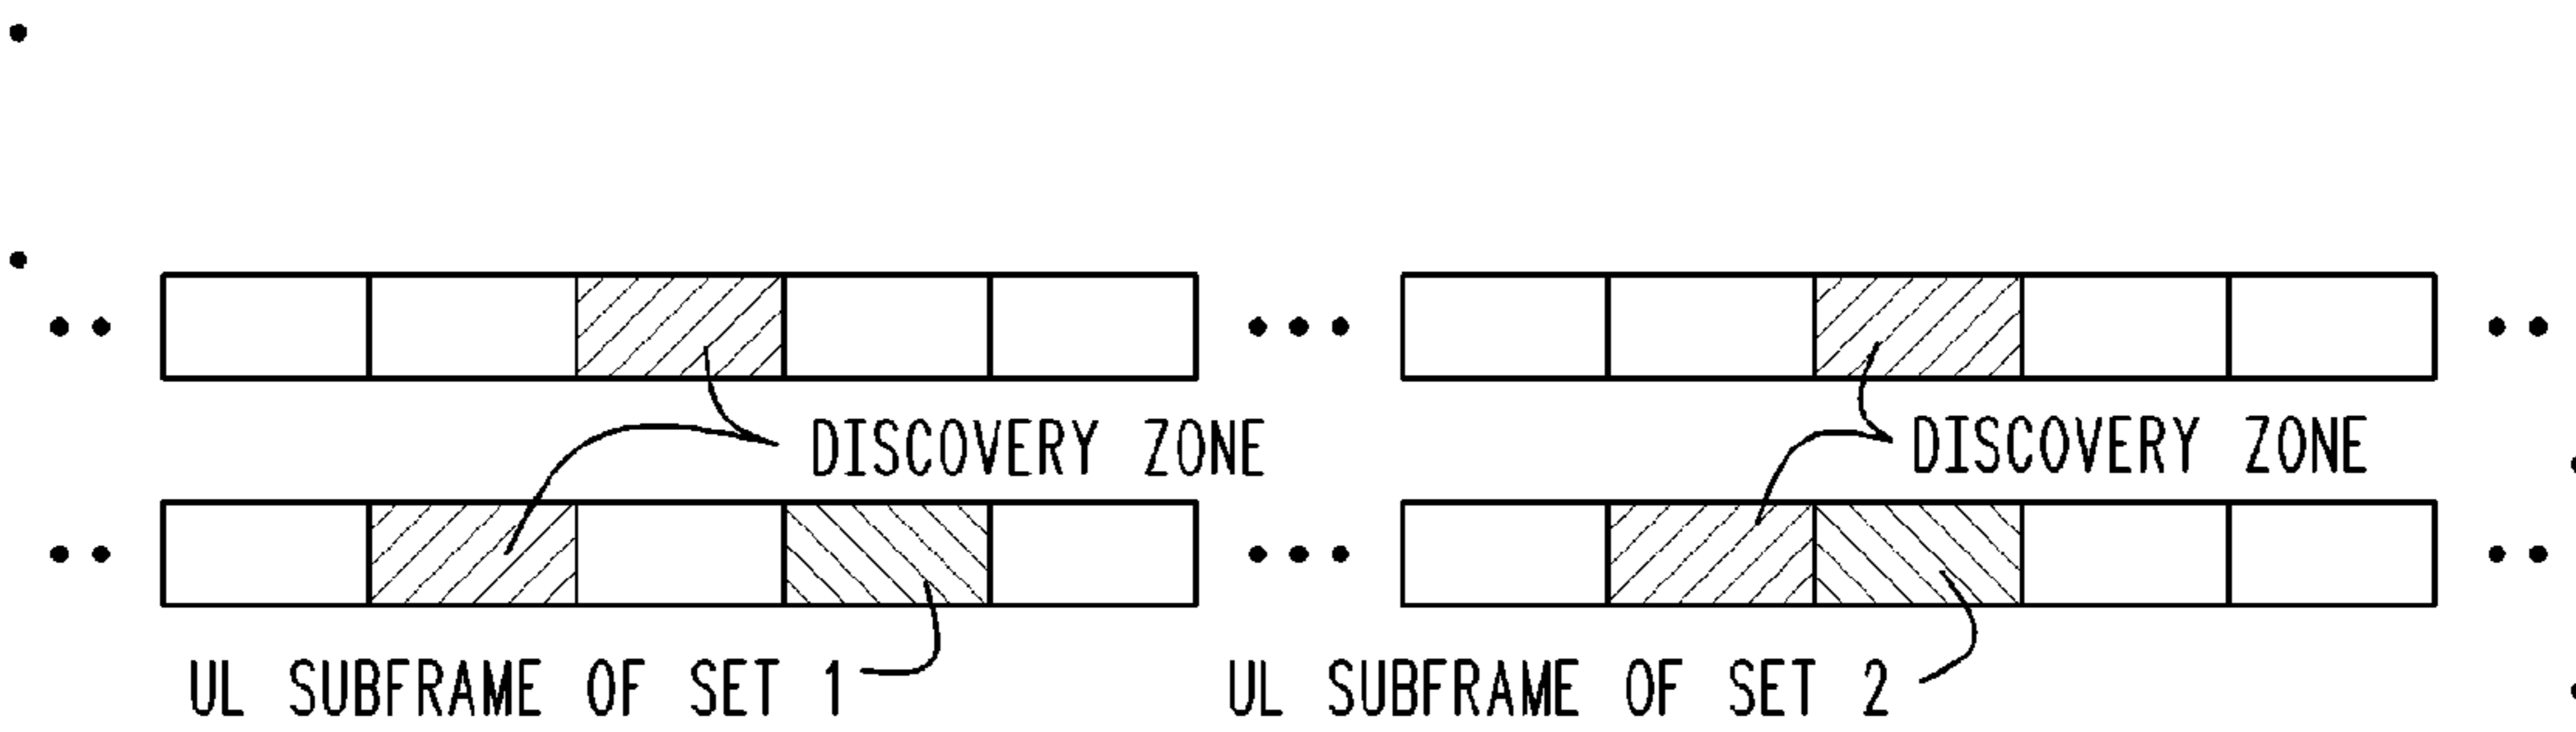 DISCOVERY ZONE
DISCOVERY ZONE
UL SUBFRAME OF SET 1
UL SUBFRAME OF SET 2